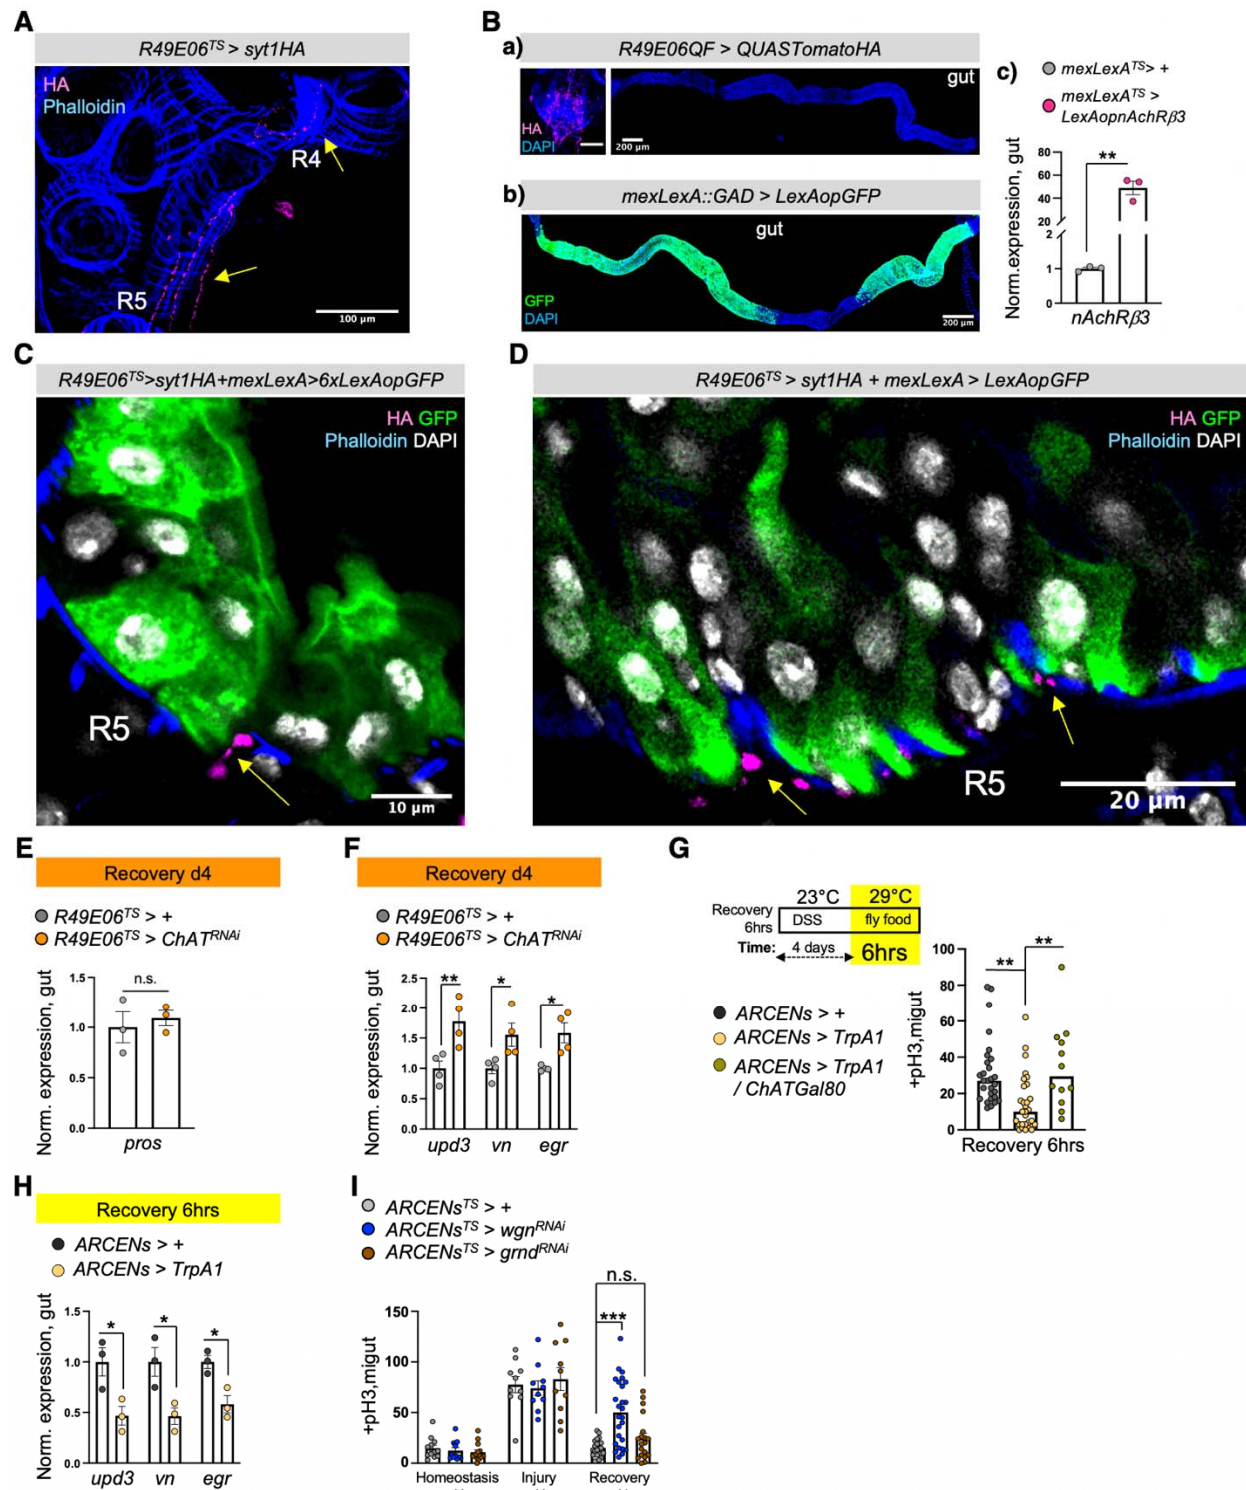 A
R49E06TS > syt1HA
HA
Phalloidin
R4
R5
100 µm
B
a)
R49E06QF > QUASTomatoHA
HA
DAPI
gut
200 µm
b)
mexLexA::GAD > LexAopGFP
gut
GFP
DAPI
200 µm
c)
mexLexATS> +
mexLexATS >
LexAopnAchRβ3
Norm.expression, gut
80
60
40
20
2
1
0
**
nAchRβ3
C
R49E06TS>syt1HA+mexLexA>6xLexAopGFP
HA GFP
Phalloidin DAPI
R5
10 µm
D
R49E06TS > syt1HA + mexLexA > LexAopGFP
HA GFP
Phalloidin DAPI
R5
20 µm
E
Recovery d4
R49E06TS > +
R49E06TS > ChATRNAi
Norm. expression, gut
1.5
1.0
0.5
0.0
n.s.
pros
F
Recovery d4
R49E06TS > +
R49E06TS > ChATRNAi
Norm. expression, gut
2.5
2.0
1.5
1.0
0.5
0.0
** * *
upd3 vn egr
G
23°C 29°C
Recovery
6hrs
DSS fly food
Time: 4 days 6hrs
ARCENs > +
ARCENs > TrpA1
ARCENs > TrpA1
/ ChATGal80
+pH3,migut
100
80
60
40
20
0
** **
Recovery 6hrs
H
Recovery 6hrs
ARCENs > +
ARCENs > TrpA1
Norm. expression, gut
1.5
1.0
0.5
0.0
* * *
upd3 vn egr
I
ARCENsTS > +
ARCENsTS > wgnRNAi
ARCENsTS > grndRNAi
+pH3,migut
150
100
50
0
n.s.
***
Homeostasis Injury Recovery